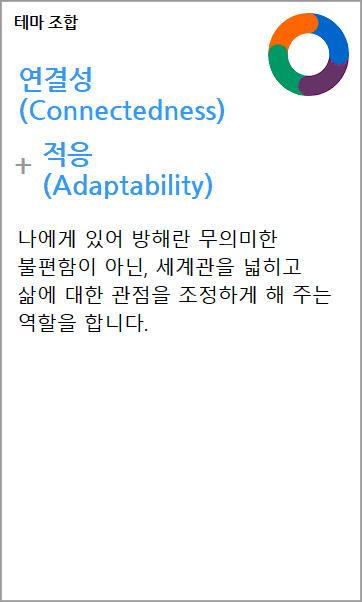 테마 조합
연결성
(Connectedness)
+ 적응
(Adaptability)
나에게 있어 방해란 무의미한
불편함이 아닌, 세계관을 넓히고
삶에 대한 관점을 조정하게 해 주는
역할을 합니다.